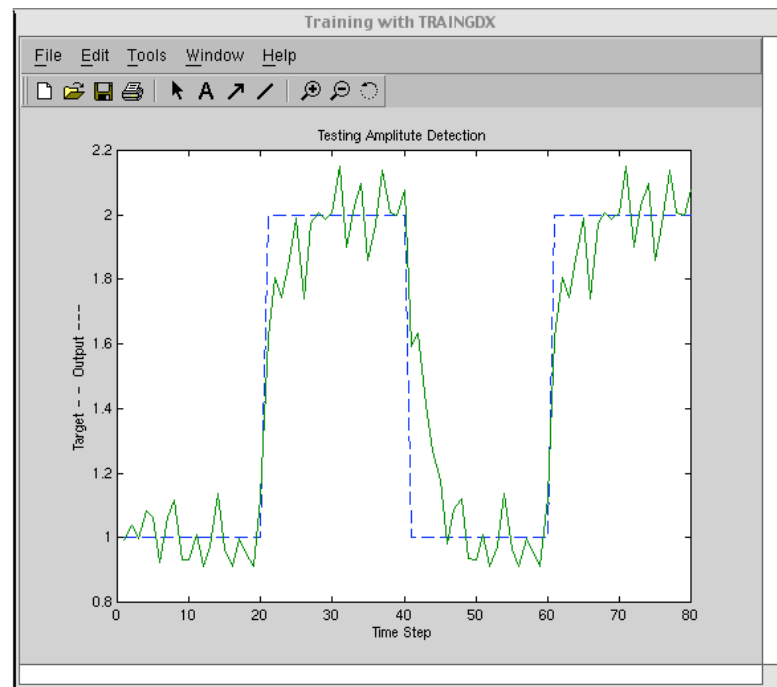 Training with TRAINGDX
File Edit Tools Window Help
A
Testing Amplitute Detection
2.2
2
1.8
1.6
1.4
1.2
1
0.8
Target - - Output ---
0 10 20 30 40 50 60 70 80
Time Step